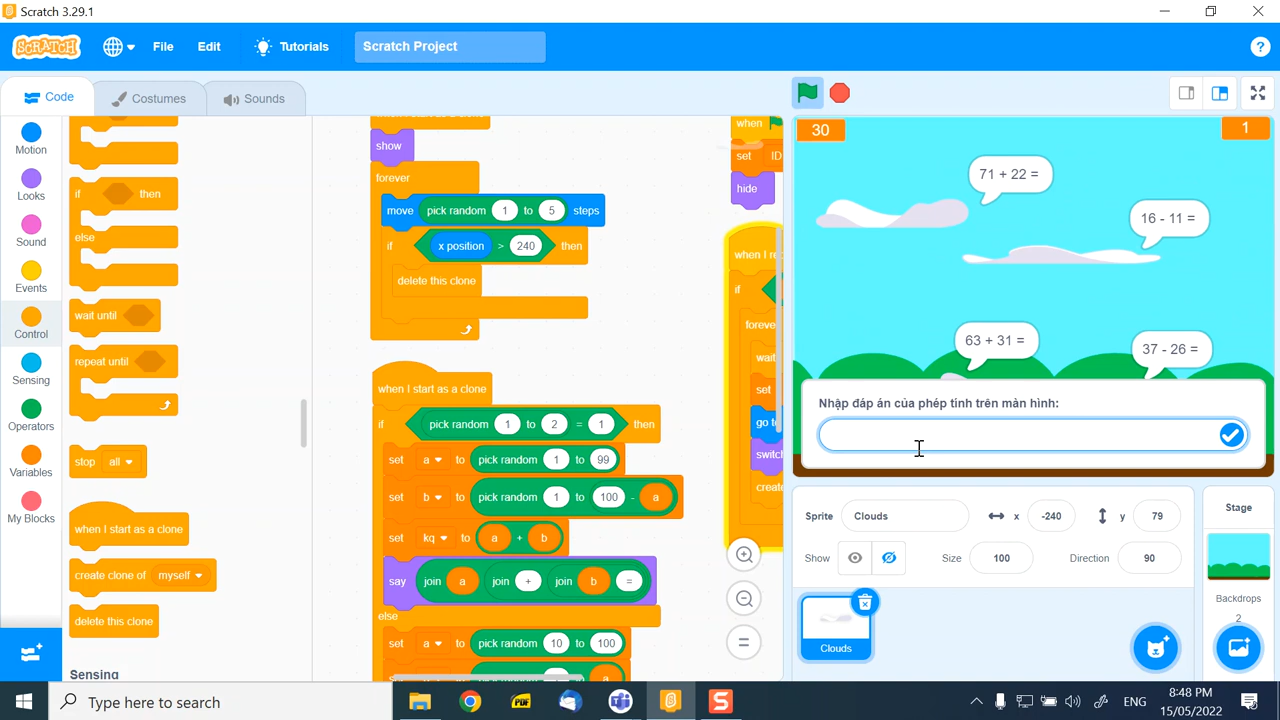 Scratch 3.29.1
SCRATCH File Edit Tutorials Scratch Project
Code Costumes Sounds
Motion
Looks
Sound
Events
Control
Sensing
Operators
Variables
My Blocks
if then
else
wait until
repeat until
stop all
when I start as a clone
create clone of myself
delete this clone
Sensing
show
forever
move pick random 1 to 5 steps
if x position > 240 then
delete this clone
when I start as a clone
if pick random 1 to 2 = 1 then
set a to pick random 1 to 99
set b to pick random 1 to 100 - a
set kq to a + b
say join a join + join b =
else
set a to pick random 10 to 100
when
set ID
hide
when I re
if
foreve
wait
set
go to
switch
create
30
1
71 + 22 =
16 - 11 =
63 + 31 =
37 - 26 =
Nhập đáp án của phép tính trên màn hình:
Sprite Clouds x -240 y 79
Show Size 100 Direction 90
Clouds
Stage
Backdrops
2
Type here to search
PDF
ENG
8:48 PM
15/05/2022